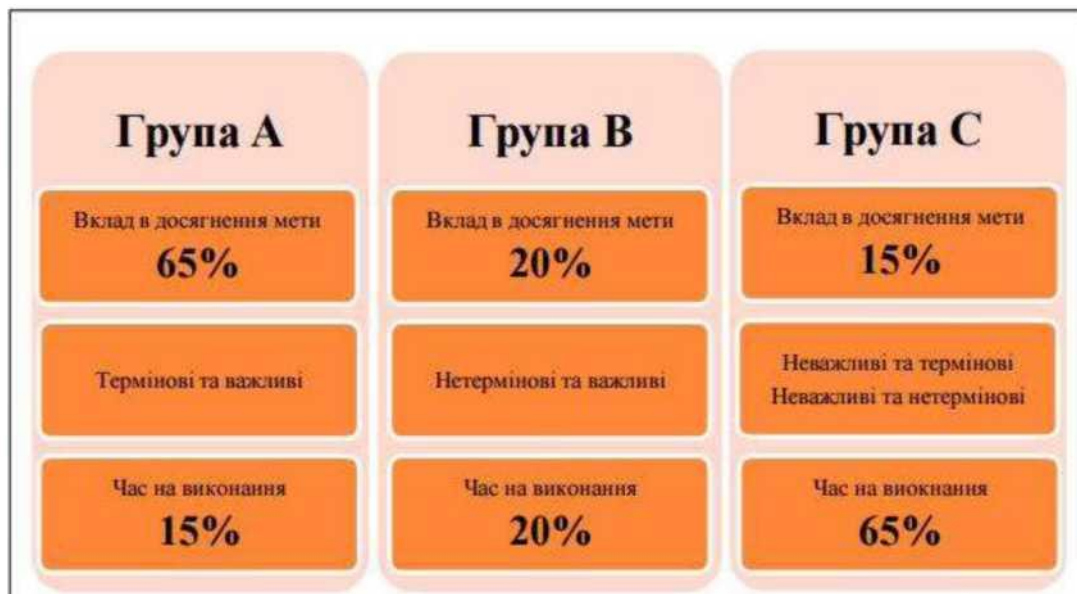 Група А
Вклад в досягнення мети
65%
Термінові та важливі
Час на виконання
15%
Група В
Вклад в досягнення мети
20%
Нетермінові та важливі
Час на виконання
20%
Група С
Вклад в досягнення мети
15%
Неважливі та термінові
Неважливі та нетермінові
Час на виокнання
65%